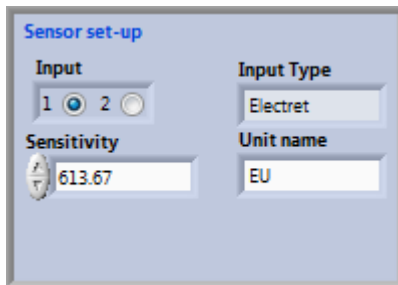 Sensor set-up
Input Input Type
1 2 Electret
Sensitivity Unit name
613.67 EU